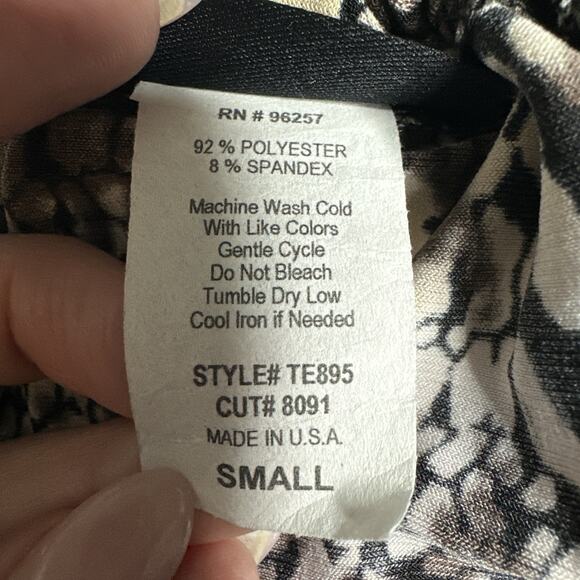 RN # 96257
92 % POLYESTER
8 % SPANDEX
Machine Wash Cold
With Like Colors
Gentle Cycle
Do Not Bleach
Tumble Dry Low
Cool Iron if Needed
STYLE# TE895
CUT# 8091
MADE IN U.S.A.
SMALL